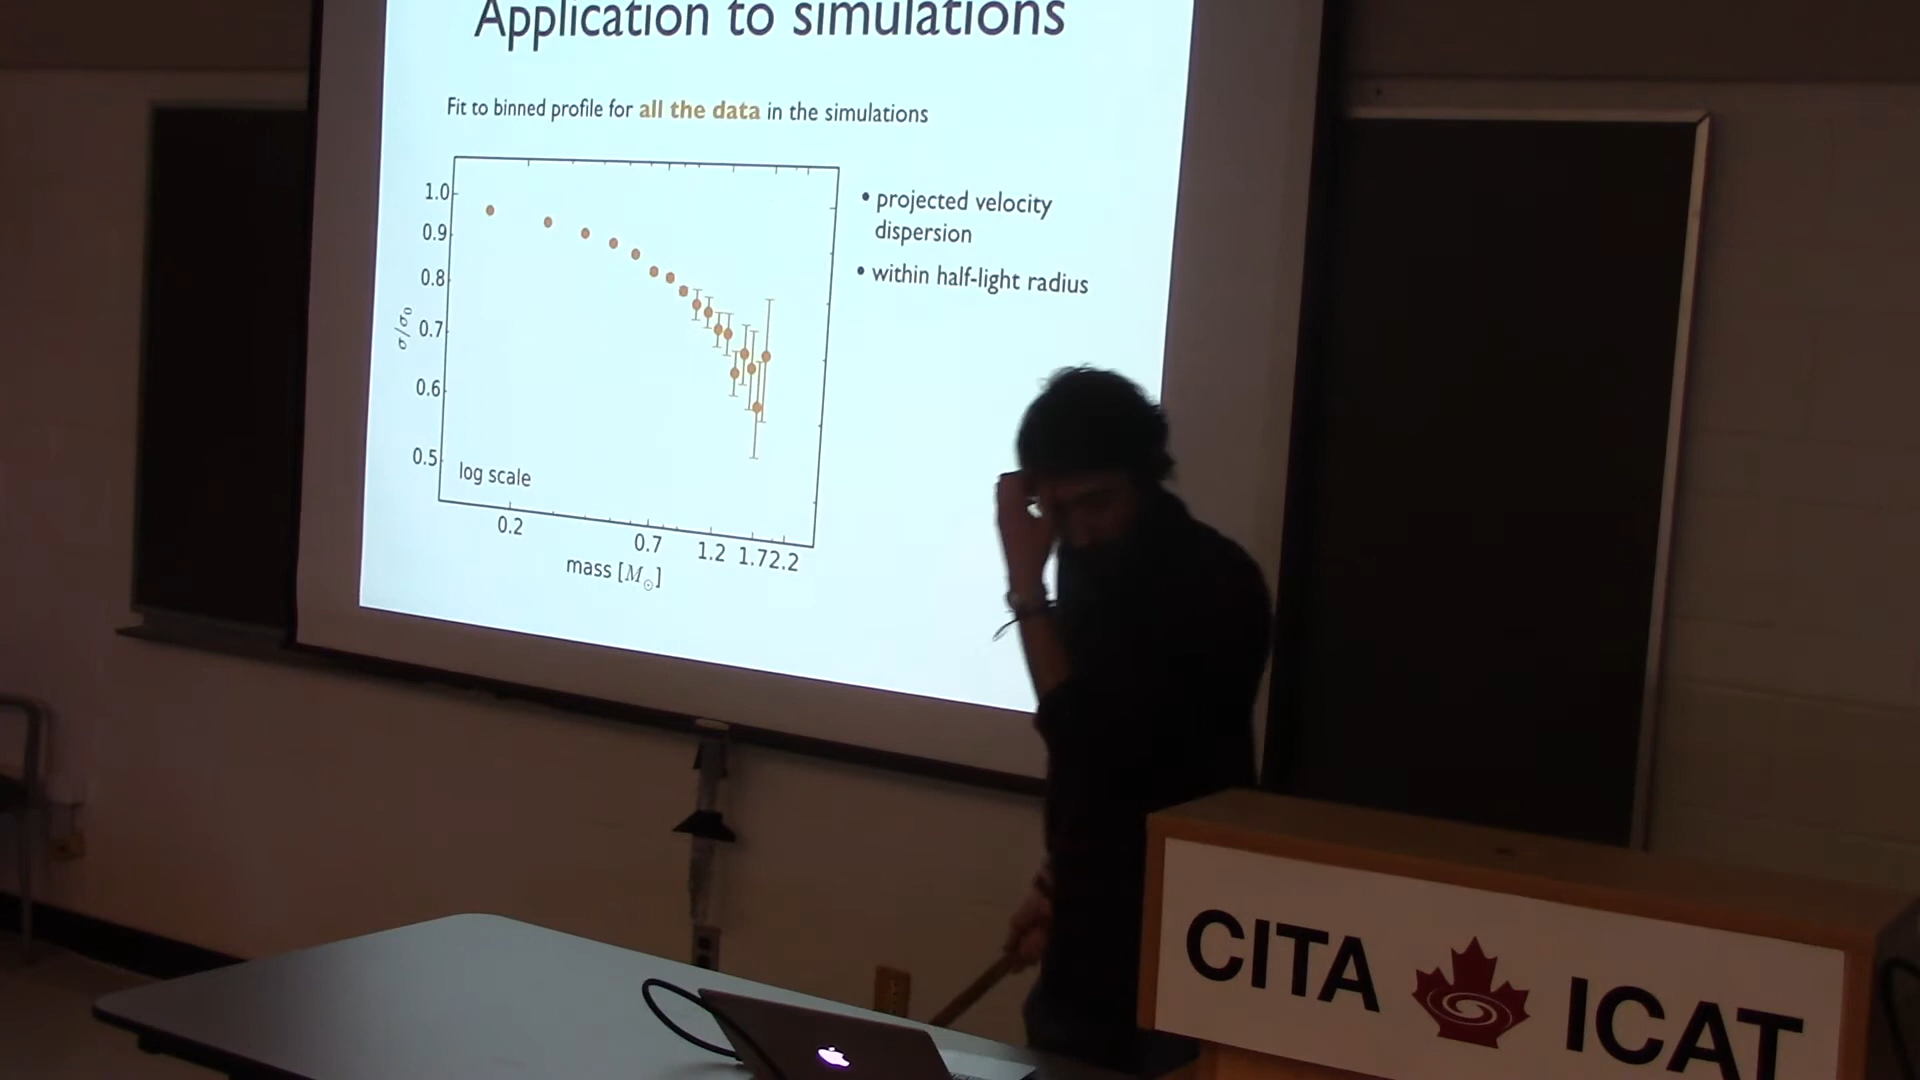 Application to simulations
Fit to binned profile for all the data in the simulations
1.0
0.9
0.8
0.7
0.6
0.5
σ/σ₀
log scale
0.2
0.7
1.2
1.7
2.2
mass [M☉]
• projected velocity
dispersion
• within half-light radius
CITA ICAT